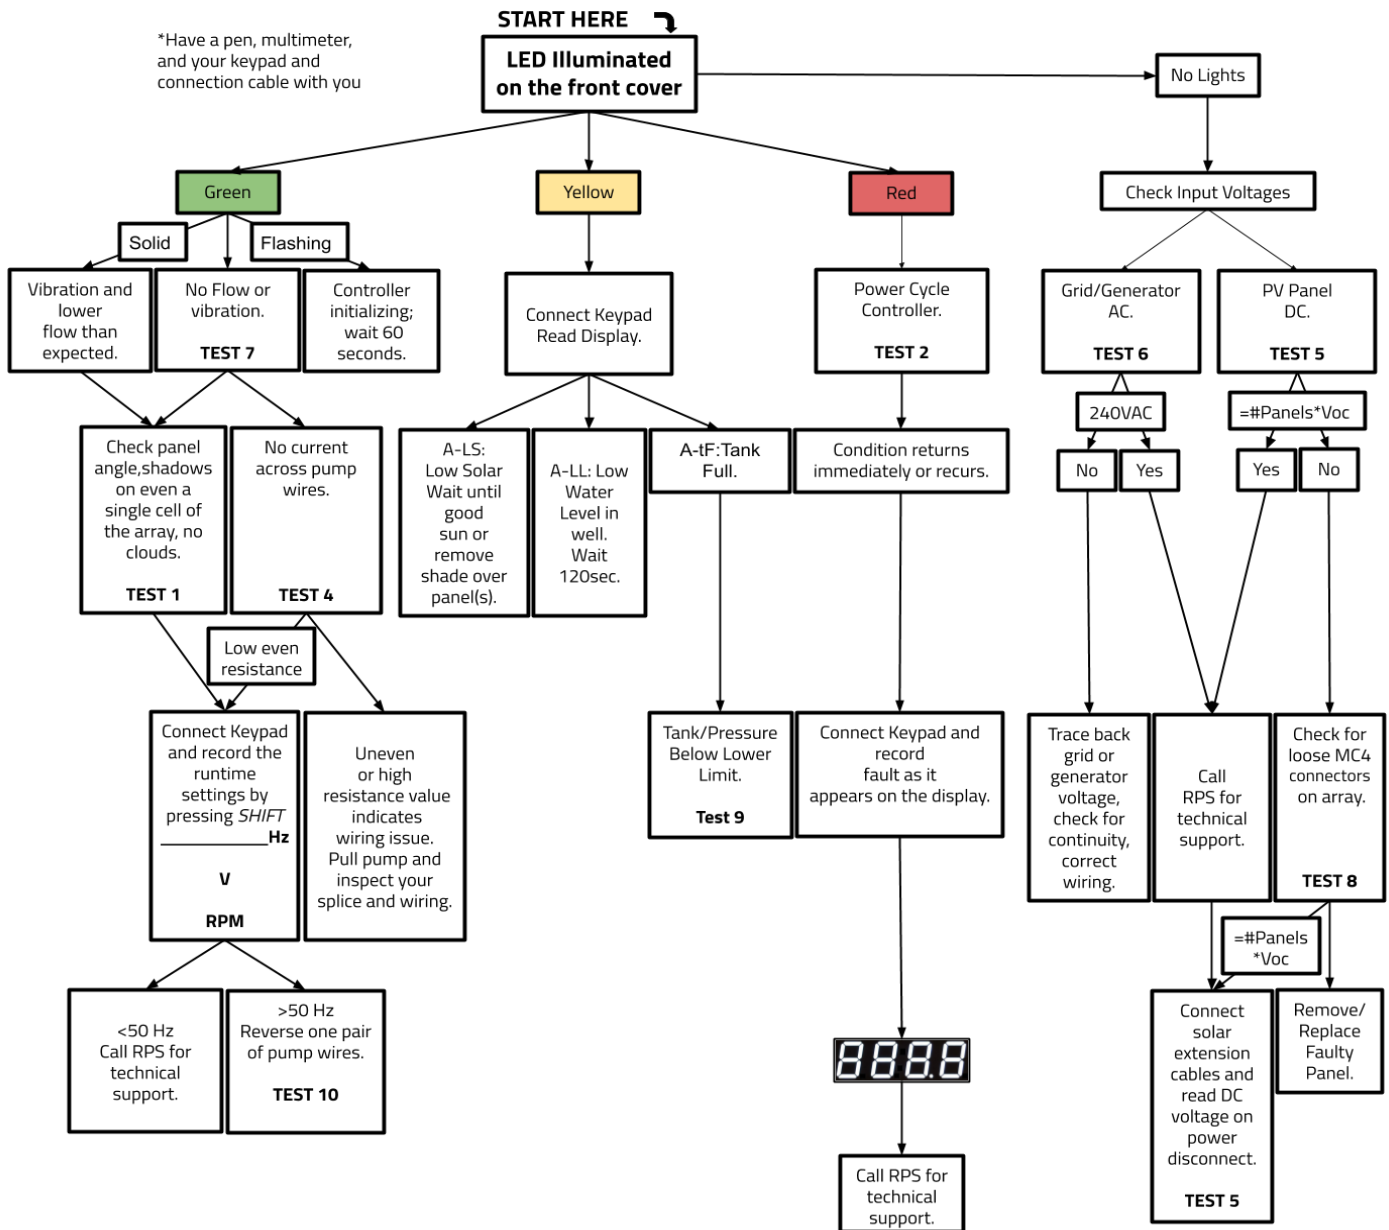 START HERE
*Have a pen, multimeter,
and your keypad and
connection cable with you
LED Illuminated
on the front cover
No Lights
Green
Yellow
Red
Check Input Voltages
Solid
Flashing
Vibration and
lower
flow than
expected.
No Flow or
vibration.
TEST 7
Controller
initializing;
wait 60
seconds.
Connect Keypad
Read Display.
Power Cycle
Controller.
TEST 2
Grid/Generator
AC.
TEST 6
PV Panel
DC.
TEST 5
240VAC
=#Panels*Voc
No
Yes
Yes
No
Check panel
angle,shadows
on even a
single cell of
the array, no
clouds.
TEST 1
No current
across pump
wires.
TEST 4
A-LS:
Low Solar
Wait until
good
sun or
remove
shade over
panel(s).
A-LL: Low
Water
Level in
well.
Wait
120sec.
A-tF:Tank
Full.
Condition returns
immediately or recurs.
Low even
resistance
Connect Keypad
and record the
runtime
settings by
pressing SHIFT
____________Hz
V
RPM
Uneven
or high
resistance value
indicates
wiring issue.
Pull pump and
inspect your
splice and wiring.
Tank/Pressure
Below Lower
Limit.
Test 9
Connect Keypad and
record
fault as it
appears on the display.
Trace back
grid or
generator
voltage,
check for
continuity,
correct
wiring.
Call
RPS for
technical
support.
Check for
loose MC4
connectors
on array.
TEST 8
=#Panels
*Voc
<50 Hz
Call RPS for
technical
support.
>50 Hz
Reverse one pair
of pump wires.
TEST 10
8.8.8.8
Connect
solar
extension
cables and
read DC
voltage on
power
disconnect.
TEST 5
Remove/
Replace
Faulty
Panel.
Call RPS for
technical
support.